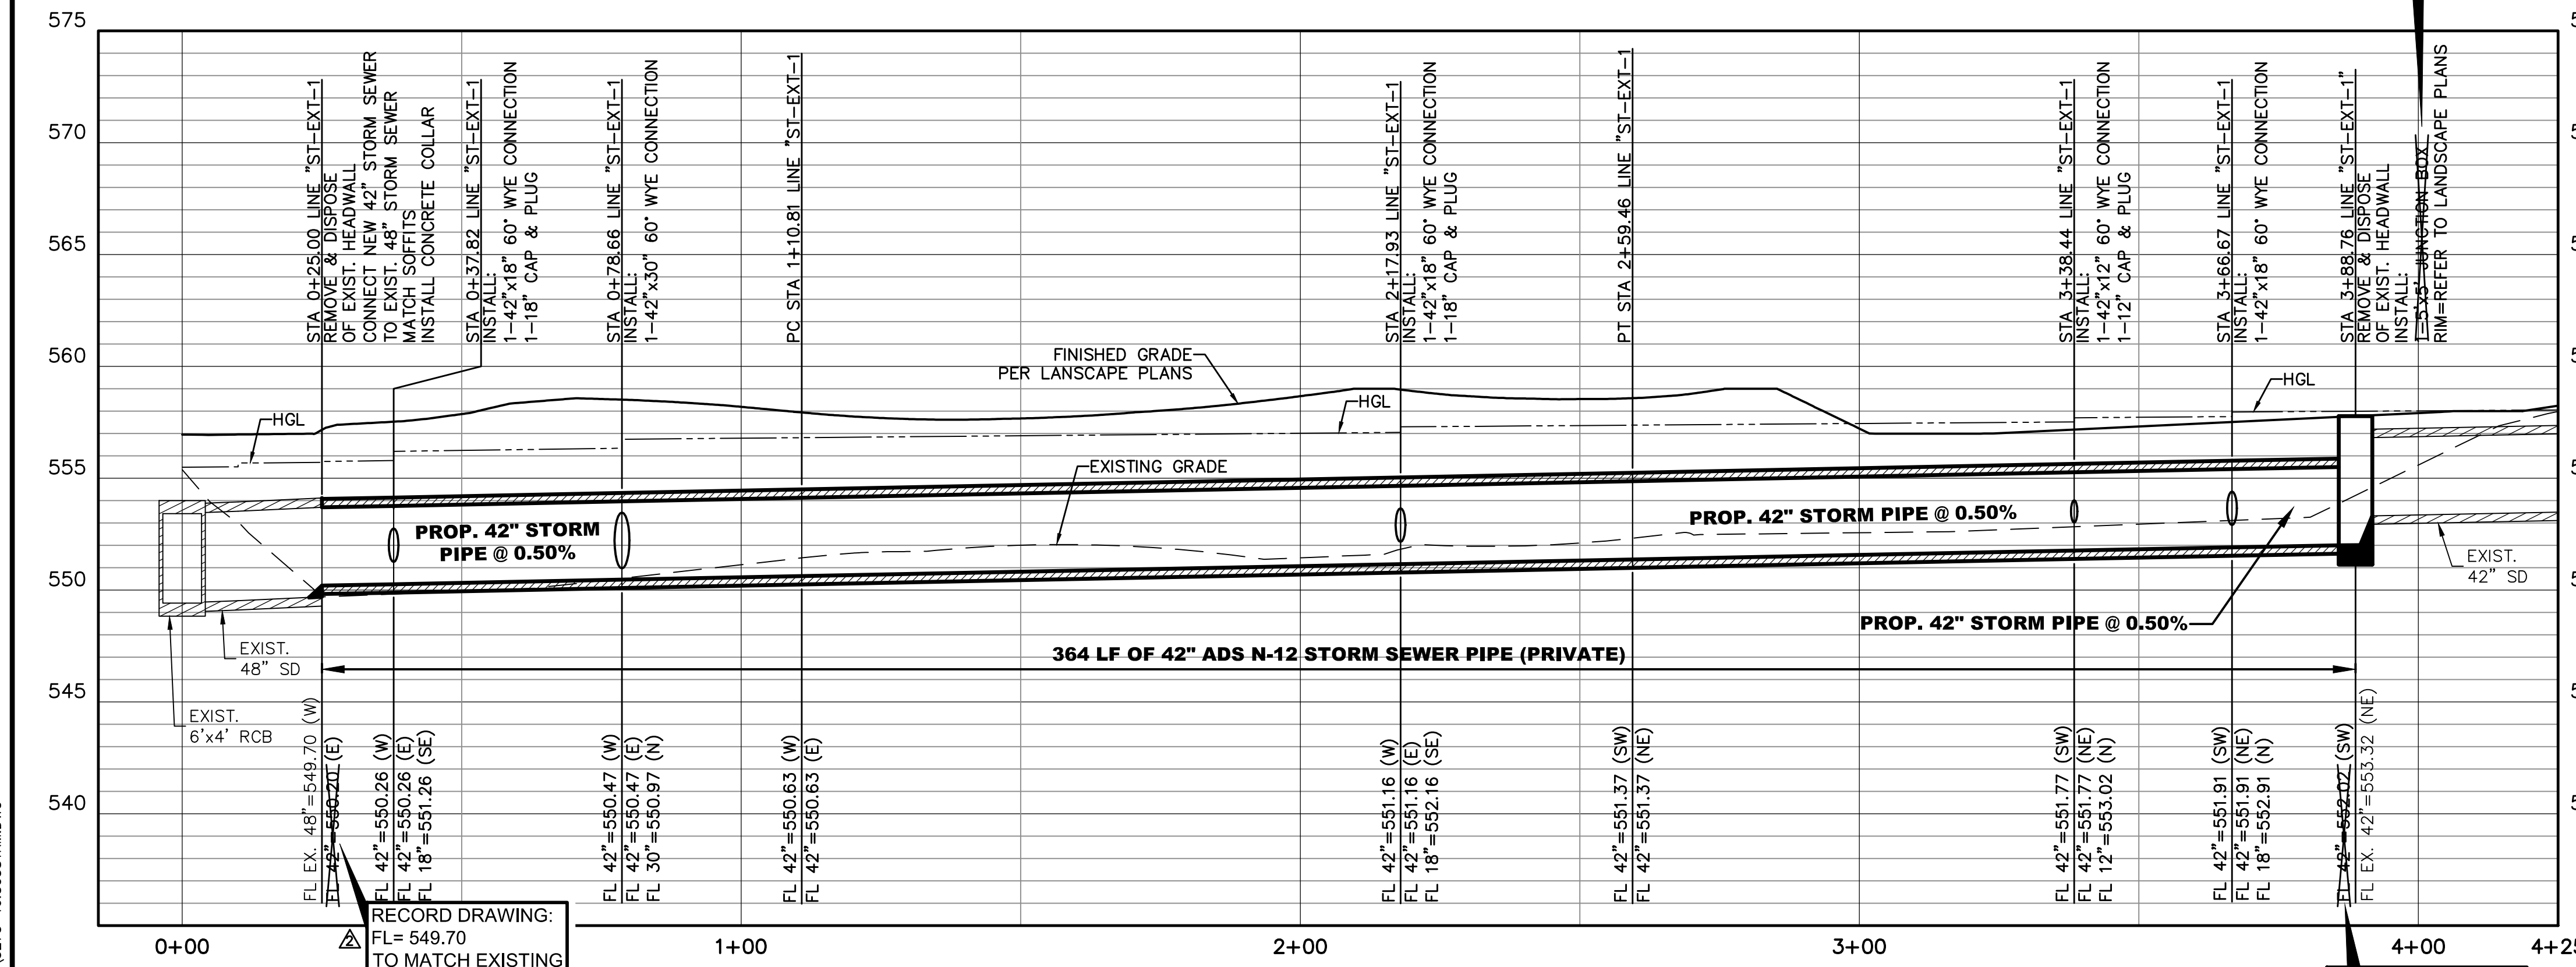 575
570
565
560
555
550
545
540
STA 0+25.00 LINE "ST-EXT-1
REMOVE & DISPOSE
OF EXIST. HEADWALL
CONNECT NEW 42" STORM SEWER
TO EXIST. 48" STORM SEWER
MATCH SOFFITS
INSTALL CONCRETE COLLAR
STA 0+37.82 LINE "ST-EXT-1
INSTALL:
1-42"x18" 60° WYE CONNECTION
1-18" CAP & PLUG
STA 0+78.66 LINE "ST-EXT-1
INSTALL:
1-42"x30" 60° WYE CONNECTION
PC STA 1+10.81 LINE "ST-EXT-1
STA 2+17.93 LINE "ST-EXT-1
INSTALL:
1-42"x18" 60° WYE CONNECTION
1-18" CAP & PLUG
PT STA 2+59.46 LINE "ST-EXT-1
STA 3+38.44 LINE "ST-EXT-1
INSTALL:
1-42"x12" 60° WYE CONNECTION
1-12" CAP & PLUG
STA 3+66.67 LINE "ST-EXT-1
INSTALL:
1-42"x18" 60° WYE CONNECTION
STA 3+88.76 LINE "ST-EXT-1"
REMOVE & DISPOSE
OF EXIST. HEADWALL
INSTALL:
1-5'x5' JUNCTION BOX
RIM=REFER TO LANDSCAPE PLANS
FINISHED GRADE
PER LANSCAPE PLANS
HGL
HGL
HGL
EXISTING GRADE
PROP. 42" STORM
PIPE @ 0.50%
PROP. 42" STORM PIPE @ 0.50%
PROP. 42" STORM PIPE @ 0.50%
EXIST.
42" SD
EXIST.
48" SD
EXIST.
6'x4' RCB
364 LF OF 42" ADS N-12 STORM SEWER PIPE (PRIVATE)
FL EX. 48"=549.70 (W)
FL 42"=550.20 (E)
FL 42"=550.26 (W)
FL 42"=550.26 (E)
FL 18"=551.26 (SE)
FL 42"=550.47 (W)
FL 42"=550.47 (E)
FL 30"=550.97 (N)
FL 42"=550.63 (W)
FL 42"=550.63 (E)
FL 42"=551.16 (W)
FL 42"=551.16 (E)
FL 18"=552.16 (SE)
FL 42"=551.37 (SW)
FL 42"=551.37 (NE)
FL 42"=551.77 (SW)
FL 42"=551.77 (NE)
FL 12"=553.02 (N)
FL 42"=551.91 (SW)
FL 42"=551.91 (NE)
FL 18"=552.91 (N)
FL 42"=552.02 (SW)
FL EX. 42"=553.32 (NE)
RECORD DRAWING:
FL= 549.70
TO MATCH EXISTING
2
0+00
1+00
2+00
3+00
4+00